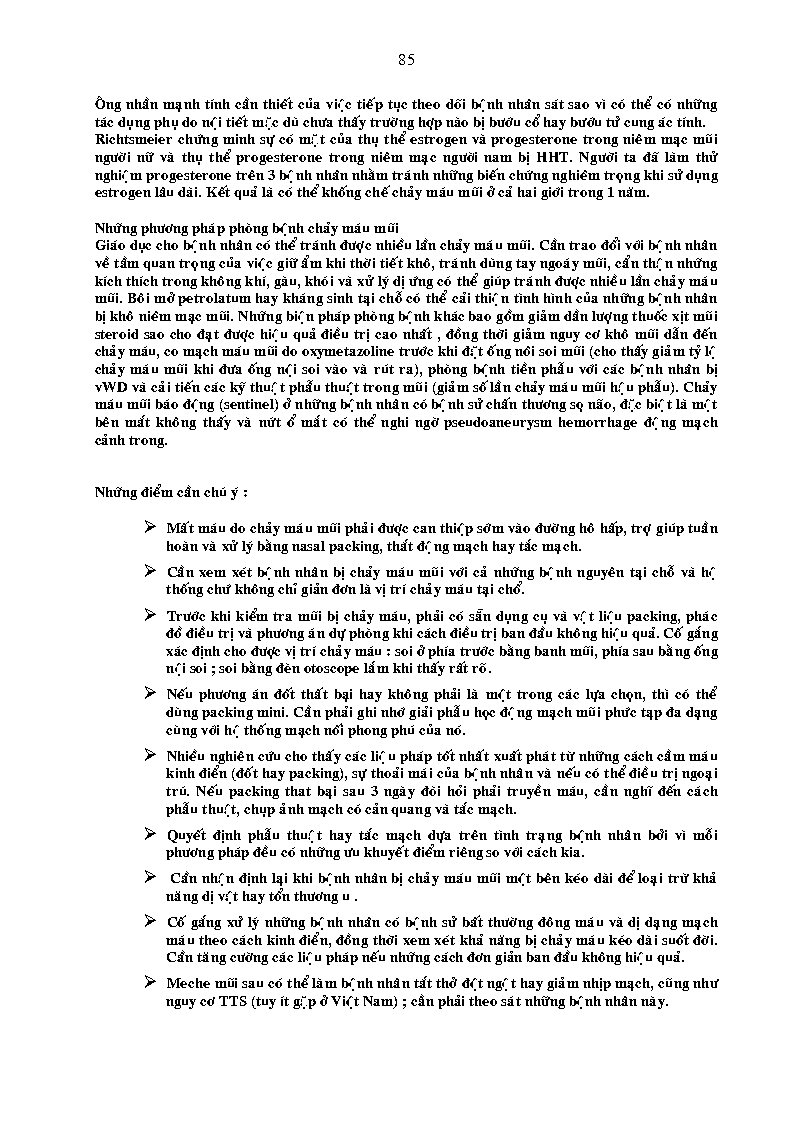 85
Ông nhấn mạnh tính cần thiết của việc tiếp tục theo dõi bệnh nhân sát sao vì có thể có những
tác dụng phụ do nội tiết mặc dù chưa thấy trường hợp nào bị bướu cổ hay bướu tử cung ác tính.
Richtsmeier chứng minh sự có mặt của thụ thể estrogen và progesterone trong niêm mạc mũi
người nữ và thụ thể progesterone trong niêm mạc người nam bị HHT. Người ta đã làm thử
nghiệm progesterone trên 3 bệnh nhân nhằm tránh những biến chứng nghiêm trọng khi sử dụng
estrogen lâu dài. Kết quả là có thể khống chế chảy máu mũi ở cả hai giới trong 1 năm.
Những phương pháp phòng bệnh chảy máu mũi
Giáo dục cho bệnh nhân có thể tránh được nhiều lần chảy máu mũi. Cần trao đổi với bệnh nhân
về tầm quan trọng của việc giữ ẩm khi thời tiết khô, tránh dùng tay ngoáy mũi, cẩn thận những
kích thích trong không khí, gàu, khói và xử lý dị ứng có thể giúp tránh được nhiều lần chảy máu
mũi. Bôi mở petrolatum hay kháng sinh tại chỗ có thể cải thiện tình hình của những bệnh nhân
bị khô niêm mạc mũi. Những biện pháp phòng bệnh khác bao gồm giảm dần lượng thuốc xịt mũi
steroid sao cho đạt được hiệu quả điều trị cao nhất , đồng thời giảm nguy cơ khô mũi dẫn đến
chảy máu, co mạch máu mũi do oxymetazoline trước khi đặt ống nôi soi mũi (cho thấy giảm tỷ lệ
chảy máu mũi khi đưa ống nội soi vào và rút ra), phòng bệnh tiền phẫu với các bệnh nhân bị
vWD và cải tiến các kỹ thuật phẫu thuật trong mũi (giảm số lần chảy máu mũi hậu phẫu). Chảy
máu mũi báo động (sentinel) ở những bệnh nhân có bệnh sử chấn thương sọ não, đặc biệt là một
bên mắt không thấy và nứt ổ mắt có thể nghi ngờ pseudoaneurysm hemorrhage động mạch
cảnh trong.
Những điểm cần chú ý :
➢ Mất máu do chảy máu mũi phải được can thiệp sớm vào đường hô hấp, trợ giúp tuần
hoàn và xử lý bằng nasal packing, thắt động mạch hay tắc mạch.
➢ Cần xem xét bệnh nhân bị chảy máu mũi với cả những bệnh nguyên tại chỗ và hệ
thống chứ không chỉ giản đơn là vị trí chảy máu tại chổ.
➢ Trước khi kiểm tra mũi bị chảy máu, phải có sẵn dụng cụ và vật liệu packing, phác
đồ điều trị và phương án dự phòng khi cách điều trị ban đầu không hiệu quả. Cố gắng
xác định cho được vị trí chảy máu : soi ở phía trước bằng banh mũi, phía sau bằng ống
nội soi ; soi bằng đèn otoscope lắm khi thấy rất rõ.
➢ Nếu phương án đốt thất bại hay không phải là một trong các lựa chọn, thì có thể
dùng packing mini. Cần phải ghi nhớ giải phẫu học động mạch mũi phức tạp đa dạng
cùng với hệ thống mạch nối phong phú của nó.
➢ Nhiều nghiên cứu cho thấy các liệu pháp tốt nhất xuất phát từ những cách cầm máu
kinh điển (đốt hay packing), sự thoải mái của bệnh nhân và nếu có thể điều trị ngoại
trú. Nếu packing that bại sau 3 ngày đòi hỏi phải truyền máu, cần nghĩ đến cách
phẫu thuật, chụp ảnh mạch có cản quang và tắc mạch.
➢ Quyết định phẫu thuật hay tắc mạch dựa trên tình trạng bệnh nhân bởi vì mỗi
phương pháp đều có những ưu khuyết điểm riêng so với cách kia.
➢ Cần nhận định lại khi bệnh nhân bị chảy máu mũi một bên kéo dài để loại trừ khả
năng dị vật hay tổn thương u .
➢ Cố gắng xử lý những bệnh nhân có bệnh sử bất thường đông máu và dị dạng mạch
máu theo cách kinh điển, đồng thời xem xét khả năng bị chảy máu kéo dài suốt đời.
Cần tăng cường các liệu pháp nếu những cách đơn giản ban đầu không hiệu quả.
➢ Meche mũi sau có thể làm bệnh nhân tắt thở đột ngột hay giảm nhịp mạch, cũng như
nguy cơ TTS (tuy ít gặp ở Việt Nam) ; cần phải theo sát những bệnh nhân này.